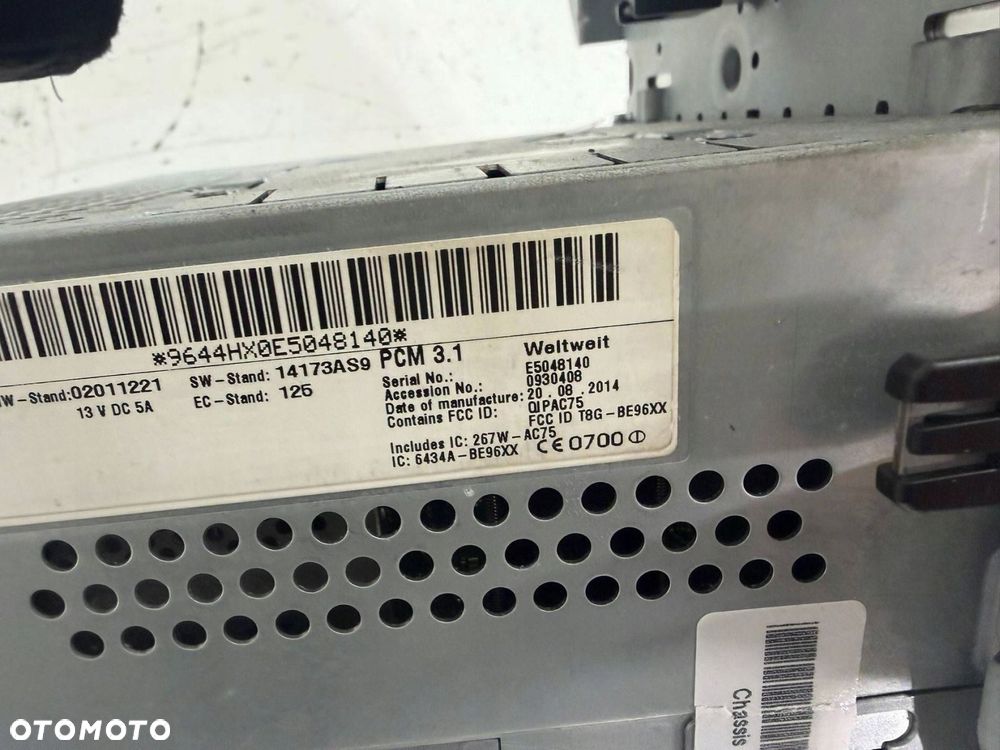 *9644HX0E5048140*
W-Stand:02011221 SW-Stand: 14173AS9 PCM 3.1 Weltweit
13 V DC 5A EC-Stand: 125
Serial No.: E5048140
Accession No.: 0930408
Date of manufacture: 20.08.2014
Contains FCC ID: QIPAC75
FCC ID T8G-BE96XX
Includes IC: 267W-AC75
IC: 6434A-BE96XX CE 0700
Chassis
OTOMOTO